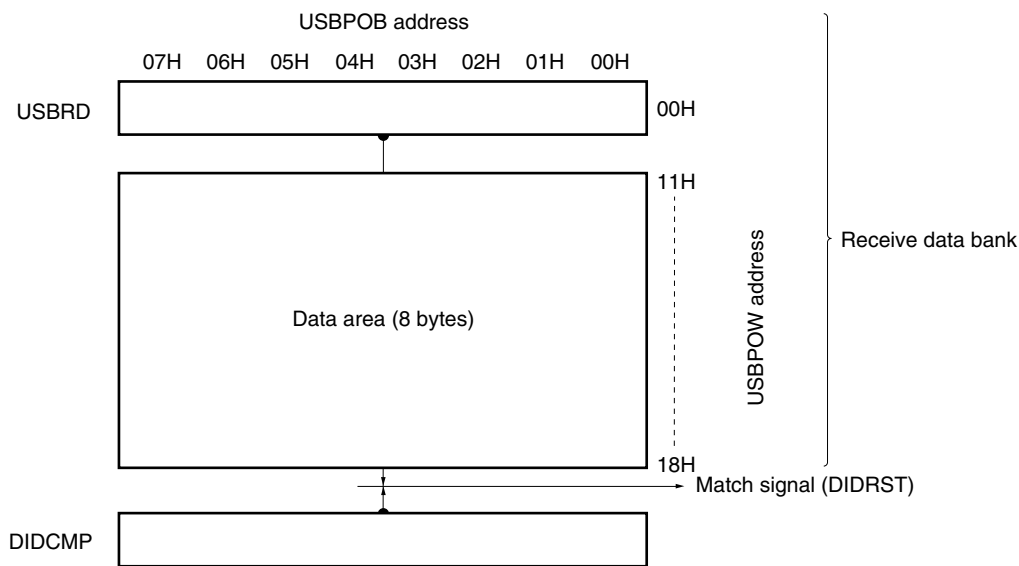 USBPOB address
07H 06H 05H 04H 03H 02H 01H 00H
USBRD
00H
11H
Receive data bank
USBPOW address
Data area (8 bytes)
18H
Match signal (DIDRST)
DIDCMP